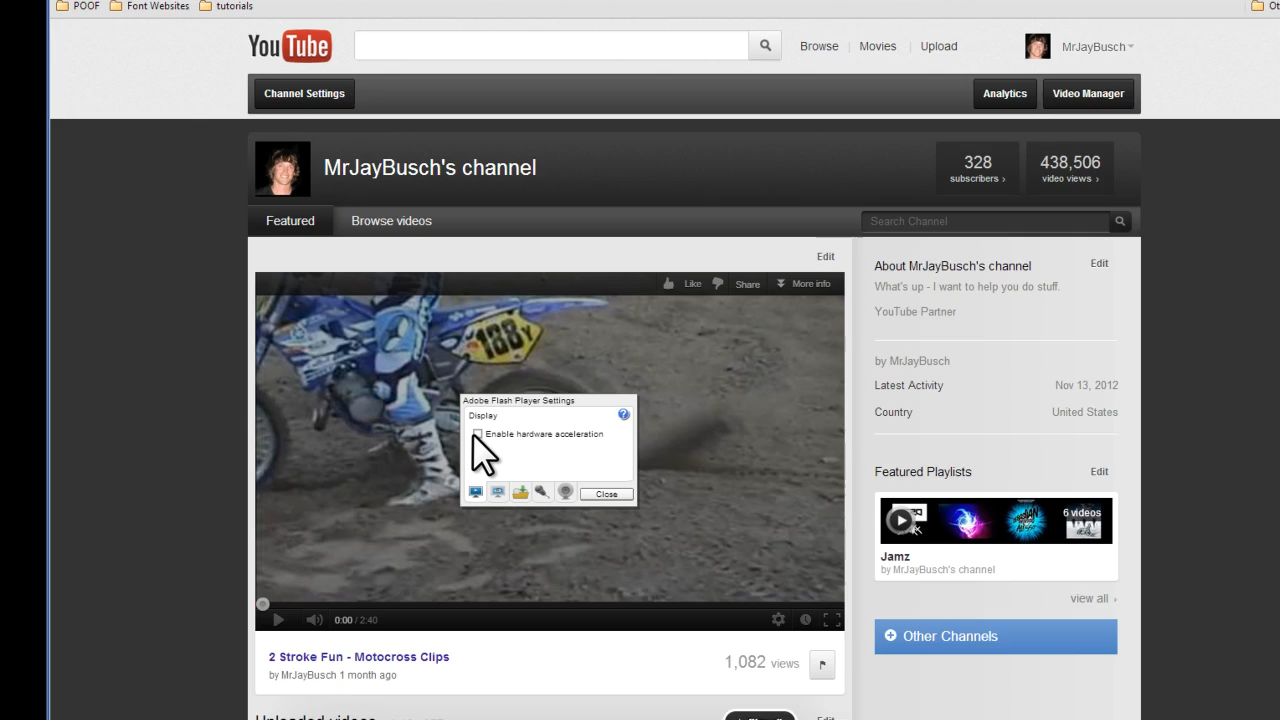 POOF Font Websites tutorials Ot
YouTube Browse Movies Upload MrJayBusch
Channel Settings Analytics Video Manager
MrJayBusch's channel
328 subscribers ›
438,506 video views ›
Featured Browse videos Search Channel
Edit
Like Share More info
188Y
Adobe Flash Player Settings
Display
Enable hardware acceleration
Close
0:00 / 2:40
2 Stroke Fun - Motocross Clips
by MrJayBusch 1 month ago
1,082 views
Uploaded videos
Edit
About MrJayBusch's channel Edit
What's up - I want to help you do stuff.
YouTube Partner
by MrJayBusch
Latest Activity Nov 13, 2012
Country United States
Featured Playlists Edit
6 videos
Jamz
by MrJayBusch's channel
view all ›
Other Channels